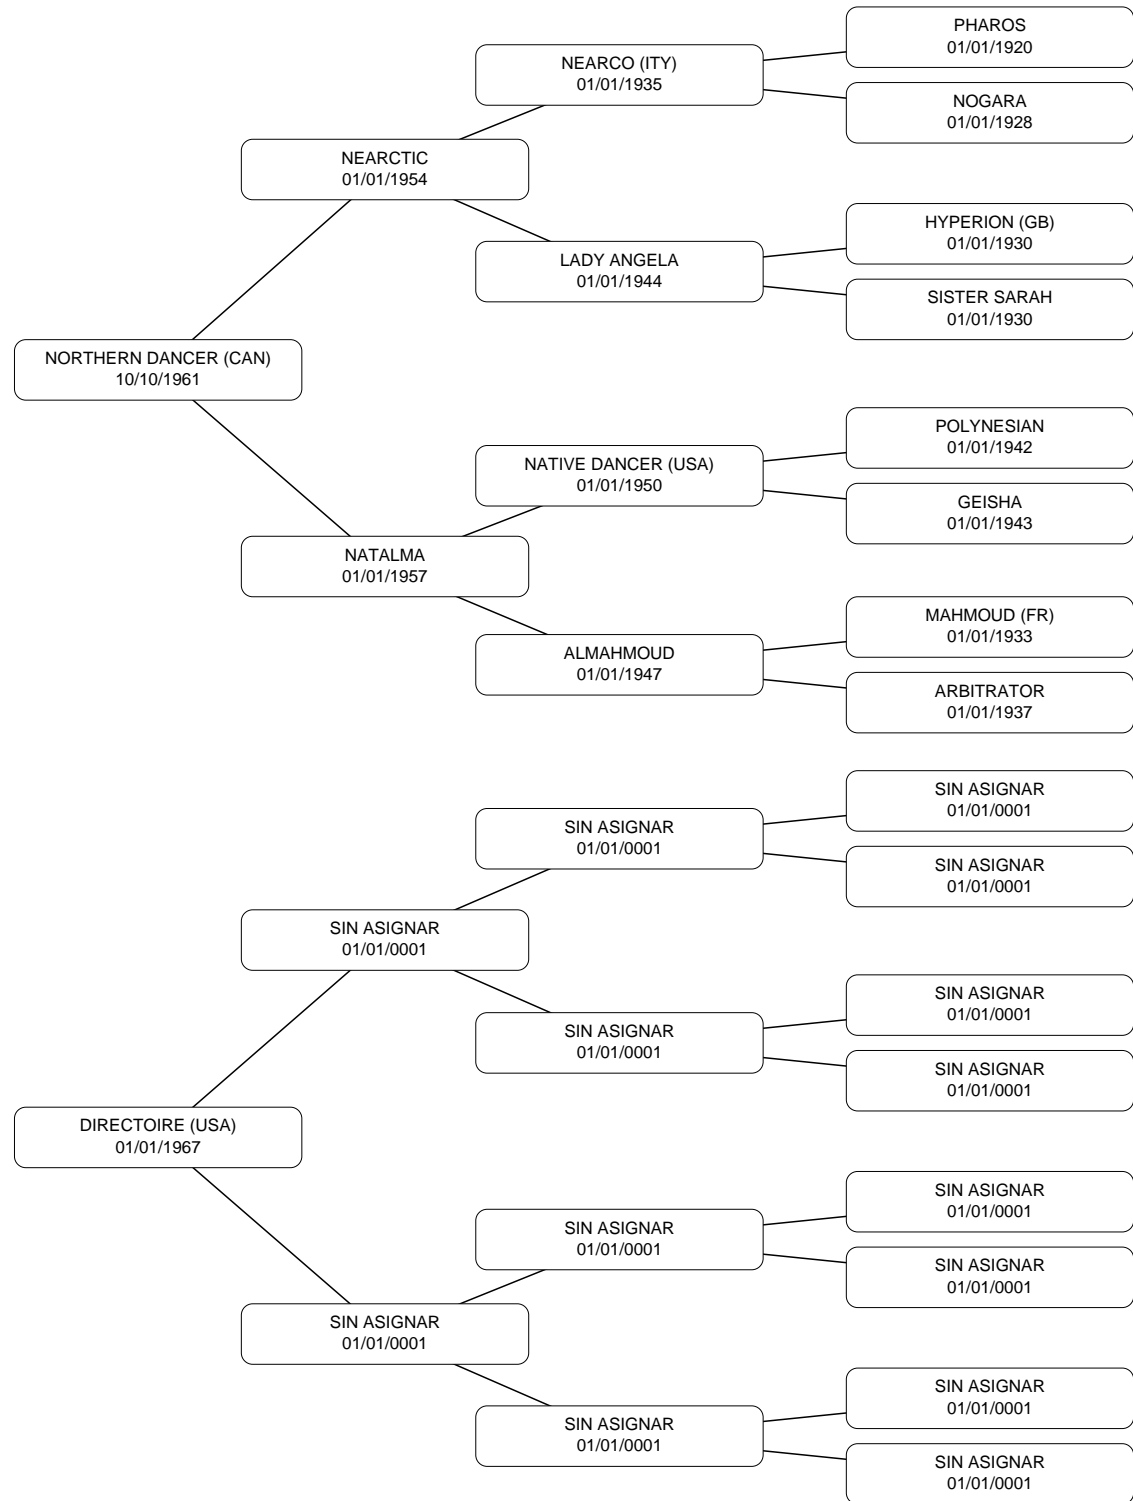 PHAROS
01/01/1920
NEARCO (ITY)
01/01/1935
NOGARA
01/01/1928
NEARCTIC
01/01/1954
HYPERION (GB)
01/01/1930
LADY ANGELA
01/01/1944
SISTER SARAH
01/01/1930
NORTHERN DANCER (CAN)
10/10/1961
POLYNESIAN
01/01/1942
NATIVE DANCER (USA)
01/01/1950
GEISHA
01/01/1943
NATALMA
01/01/1957
MAHMOUD (FR)
01/01/1933
ALMAHMOUD
01/01/1947
ARBITRATOR
01/01/1937
SIN ASIGNAR
01/01/0001
SIN ASIGNAR
01/01/0001
SIN ASIGNAR
01/01/0001
SIN ASIGNAR
01/01/0001
SIN ASIGNAR
01/01/0001
SIN ASIGNAR
01/01/0001
SIN ASIGNAR
01/01/0001
DIRECTOIRE (USA)
01/01/1967
SIN ASIGNAR
01/01/0001
SIN ASIGNAR
01/01/0001
SIN ASIGNAR
01/01/0001
SIN ASIGNAR
01/01/0001
SIN ASIGNAR
01/01/0001
SIN ASIGNAR
01/01/0001
SIN ASIGNAR
01/01/0001